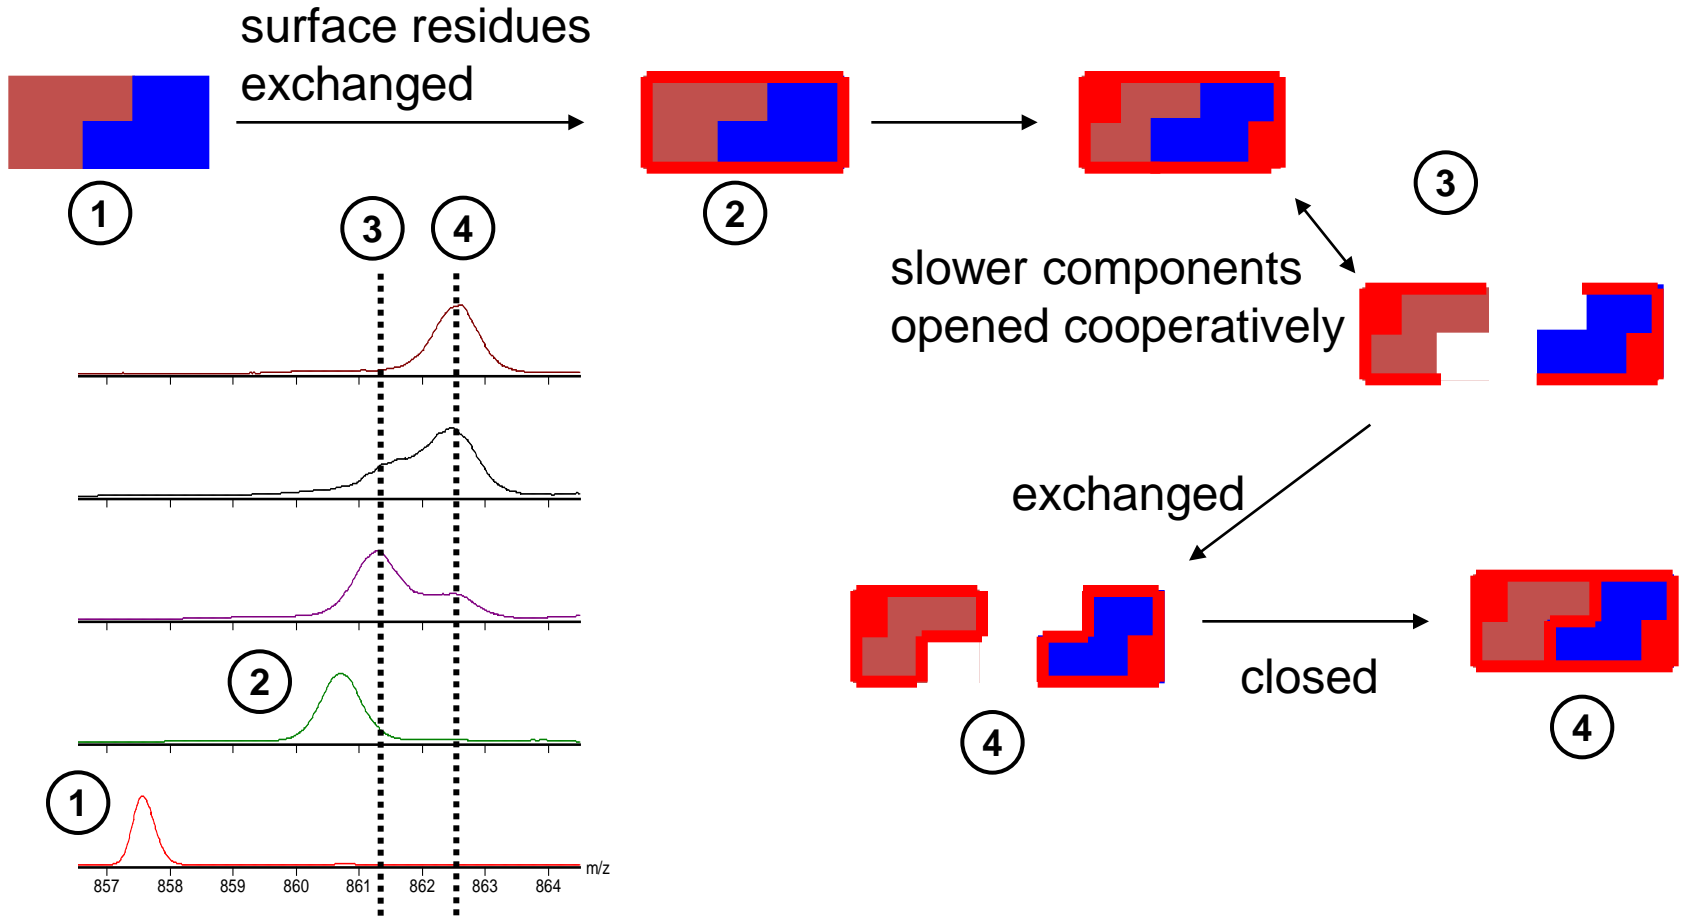 surface residues
exchanged
1
2
3
3
4
slower components
opened cooperatively
exchanged
2
closed
4
4
1
m/z
857 858 859 860 861 862 863 864